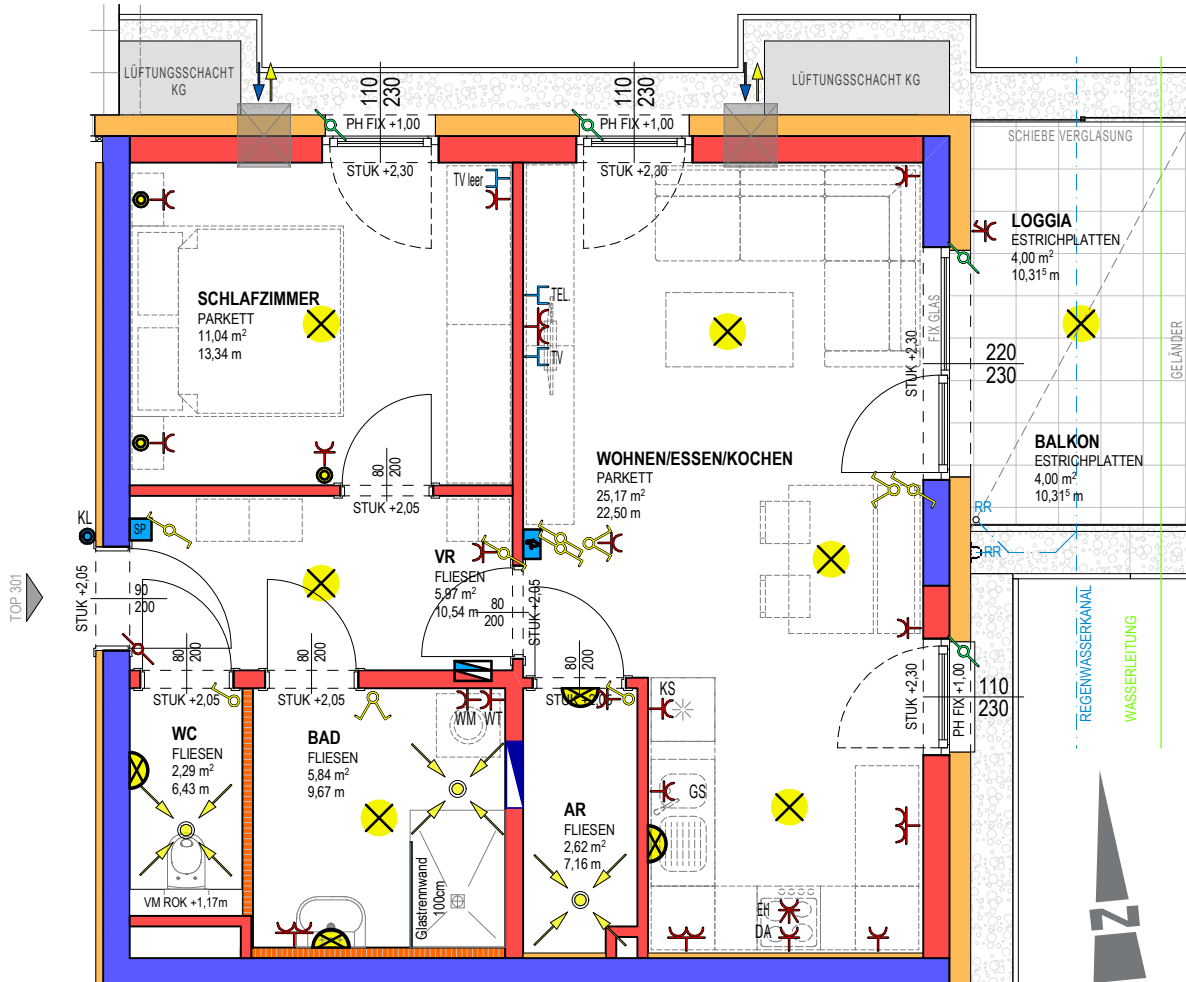 LÜFTUNGSSCHACHT
KG
110
230
PH FIX +1,00
STUK +2,30
110
230
PH FIX +1,00
STUK +2,30
LÜFTUNGSSCHACHT KG
SCHIEBE VERGLASUNG
TV leer
LOGGIA
ESTRICHPLATTEN
4,00 m²
10,31⁵ m
SCHLAFZIMMER
PARKETT
11,04 m²
13,34 m
TEL.
TV
FIX GLAS
STUK +2,30
220
230
GELÄNDER
BALKON
ESTRICHPLATTEN
4,00 m²
10,31⁵ m
WOHNEN/ESSEN/KOCHEN
PARKETT
25,17 m²
22,50 m
80
200
STUK +2,05
KL
SP
RR
RR
VR
FLIESEN
5,97 m²
10,54 m
TOP 301
STUK +2,05
90
200
80
200
STUK +2,05
80
200
STUK +2,05
80
200
STUK +2,05
80
200
STUK +2,05
STUK +2,30
PH FIX +1,00
110
230
REGENWASSERKANAL
WASSERLEITUNG
KS
WM
WT
WC
FLIESEN
2,29 m²
6,43 m
BAD
FLIESEN
5,84 m²
9,67 m
GS
AR
FLIESEN
2,62 m²
7,16 m
VM ROK +1,17m
Glastrennwand
100cm
EH
DA
N